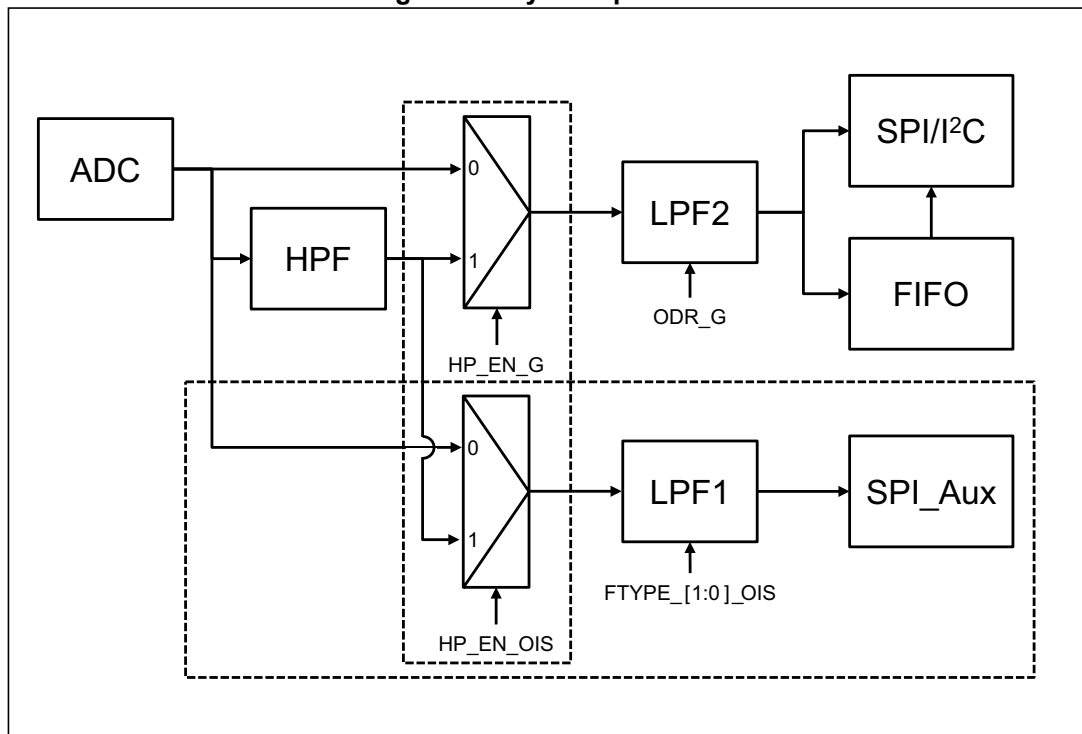 ADC
HPF
0
1
HP_EN_G
LPF2
ODR_G
SPI/I²C
FIFO
0
1
HP_EN_OIS
LPF1
FTYPE_[1:0]_OIS
SPI_Aux